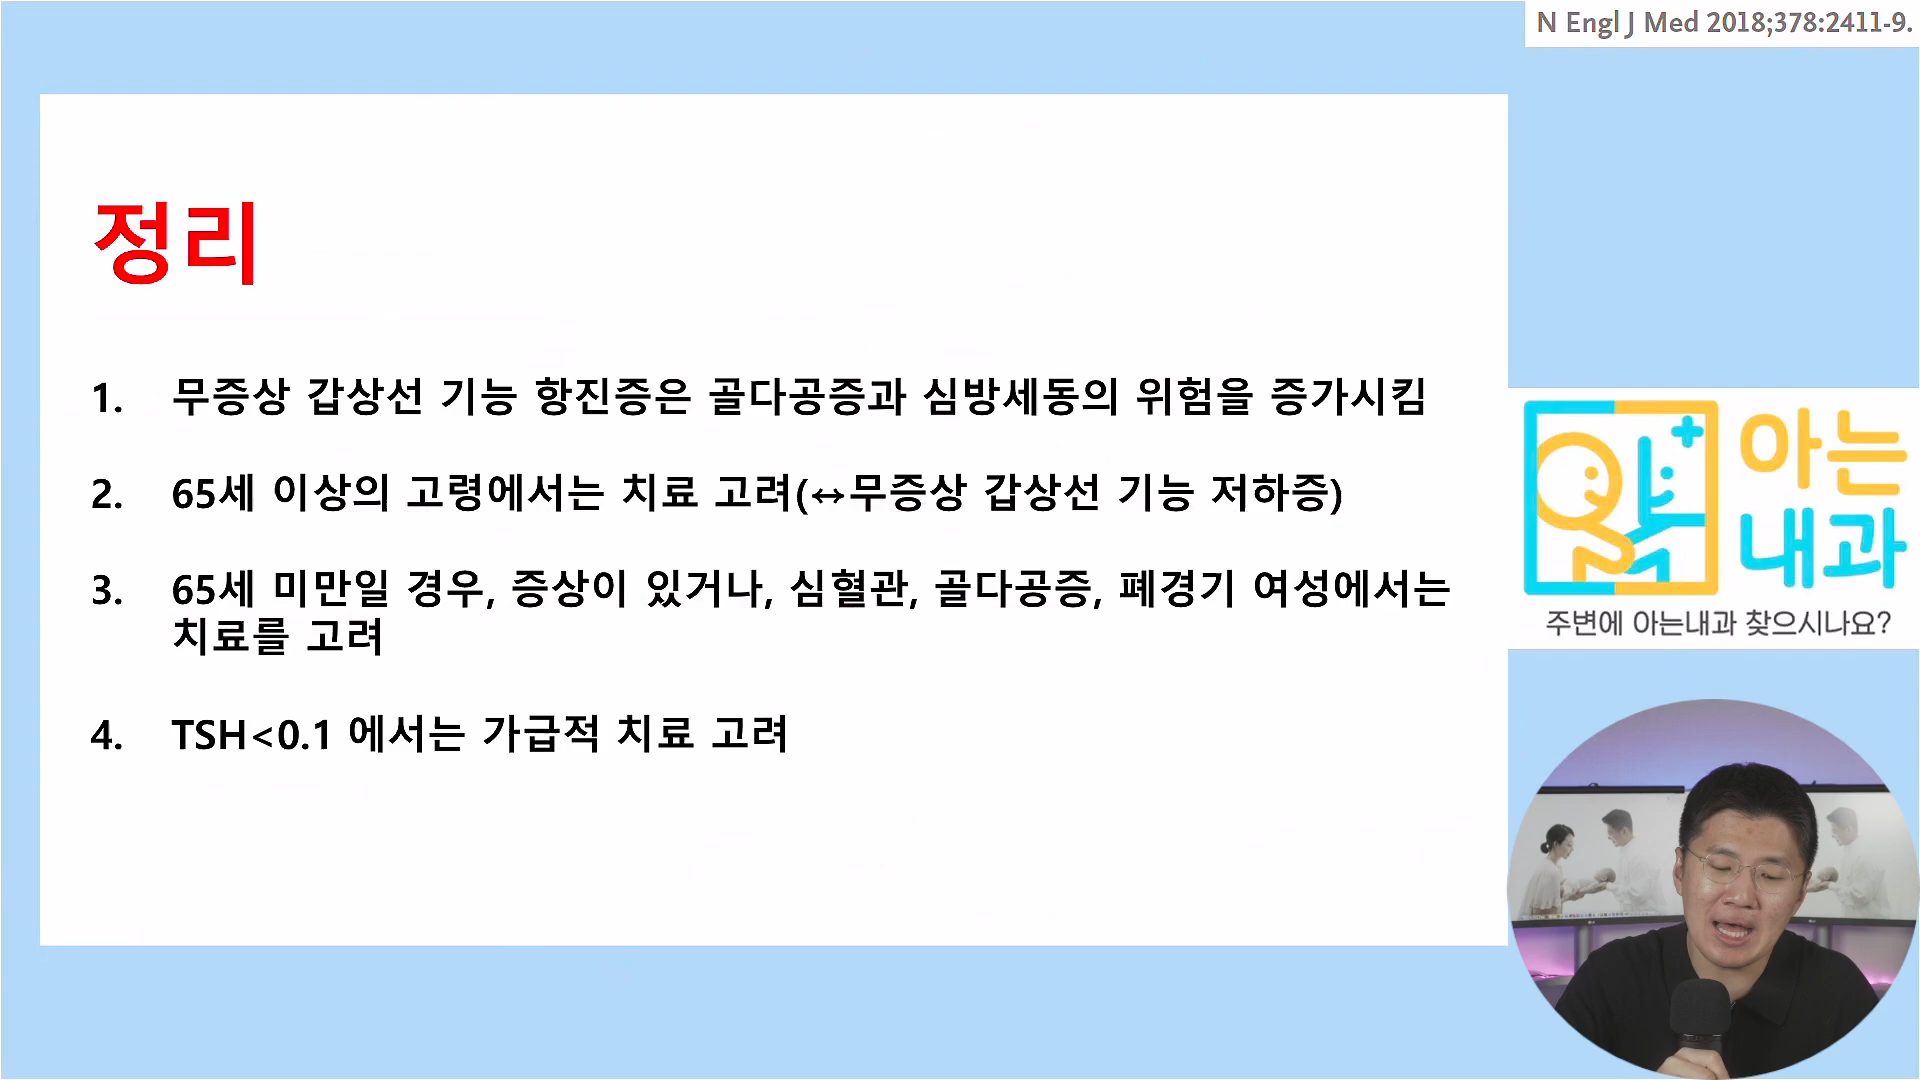 N Engl J Med 2018;378:2411-9.
정리
1. 무증상 갑상선 기능 항진증은 골다공증과 심방세동의 위험을 증가시킴
2. 65세 이상의 고령에서는 치료 고려(↔무증상 갑상선 기능 저하증)
3. 65세 미만일 경우, 증상이 있거나, 심혈관, 골다공증, 폐경기 여성에서는
치료를 고려
4. TSH<0.1 에서는 가급적 치료 고려
아는
내과
주변에 아는내과 찾으시나요?